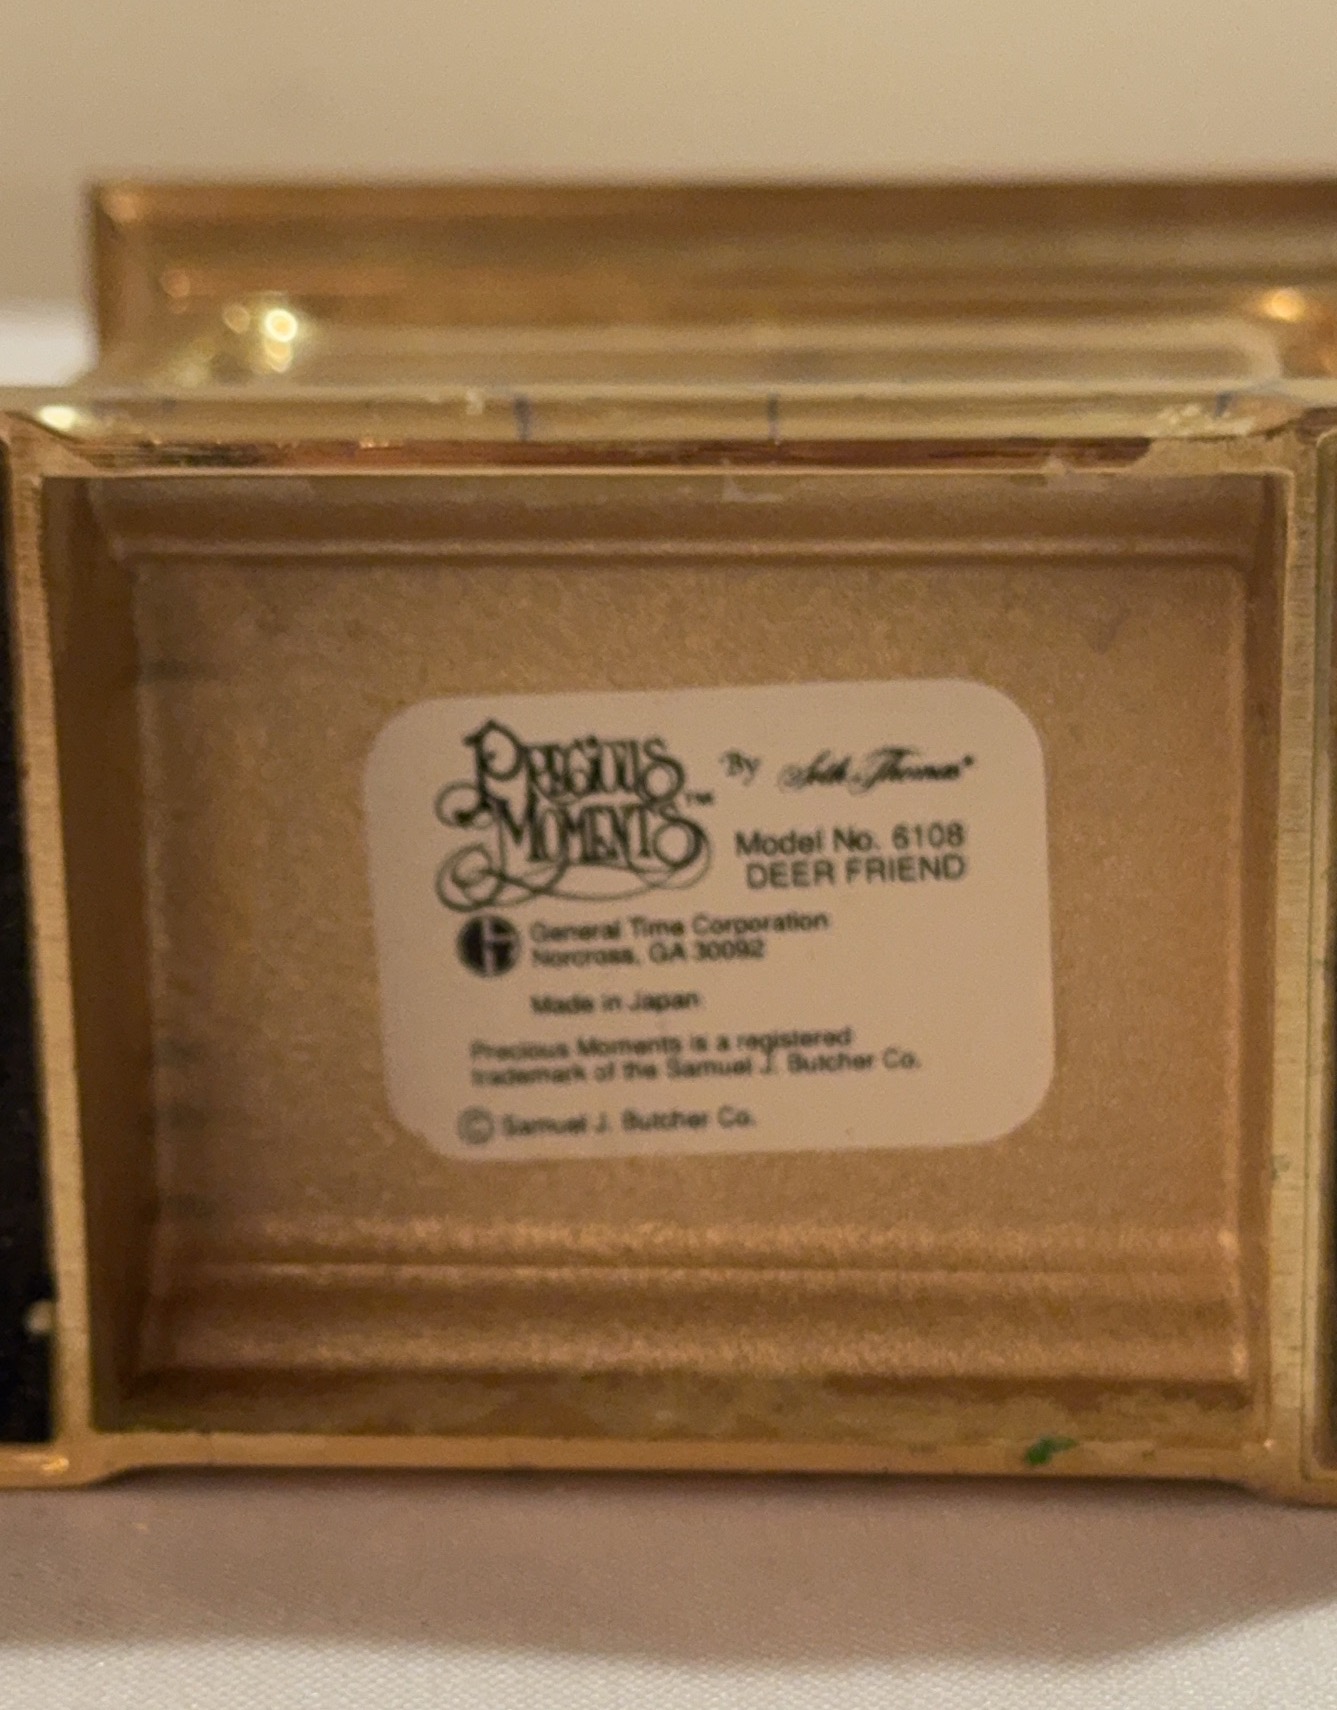 PRECIOUS MOMENTS™ By Seth Thomas®
Model No. 6108
DEER FRIEND
General Time Corporation
Norcross, GA 30092
Made in Japan
Precious Moments is a registered
trademark of the Samuel J. Butcher Co.
© Samuel J. Butcher Co.